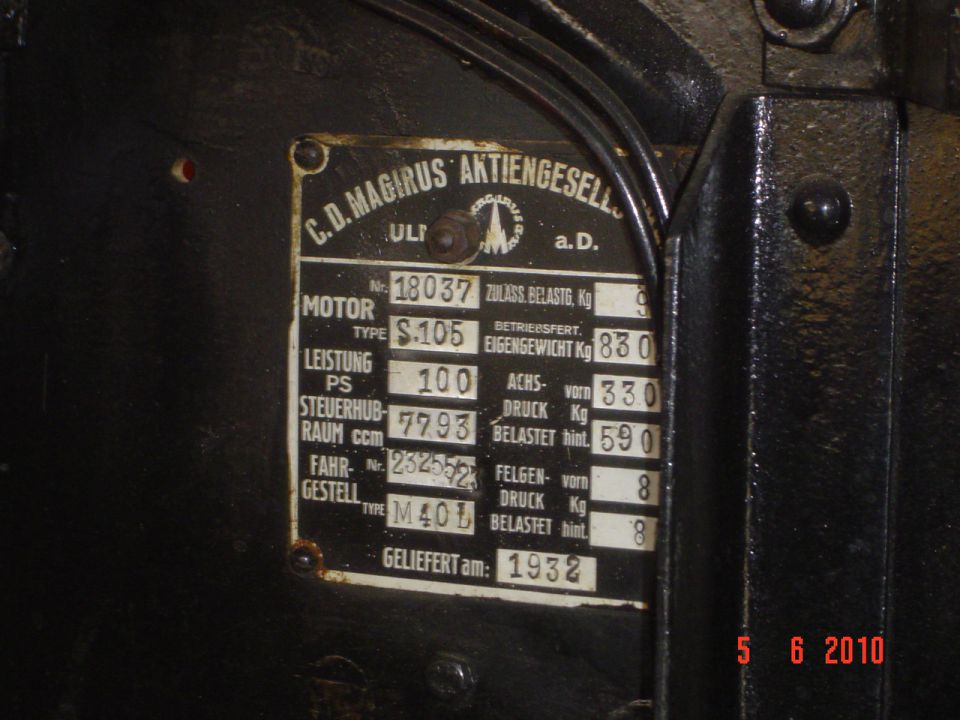 C.D. MAGIRUS AKTIENGESELLS
ULM a.D.
MOTOR Nr. 18037
TYPE S.105
LEISTUNG PS 100
STEUERHUB-
RAUM ccm 7793
FAHR-
GESTELL Nr.
TYPE M40L
ZULÄSS. BELASTG. Kg 9
BETRIEBSFERT.
EIGENGEWICHT Kg 830
ACHS-
DRUCK Kg
BELASTET
vorn 330
hint. 590
FELGEN-
DRUCK Kg
BELASTET
vorn 8
hint. 8
GELIEFERT am: 1932
5 6 2010